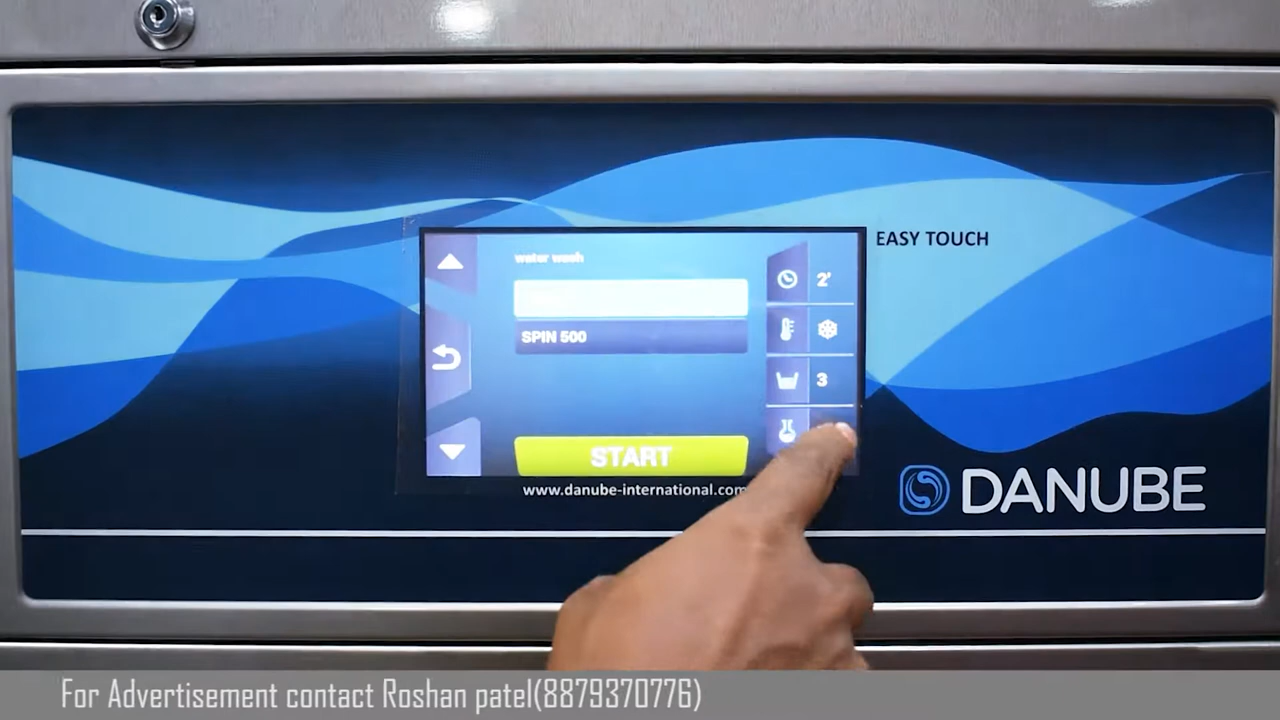 EASY TOUCH
water wash
2'
SPIN 500
3
START
www.danube-international.com
DANUBE
For Advertisement contact Roshan patel(8879370776)